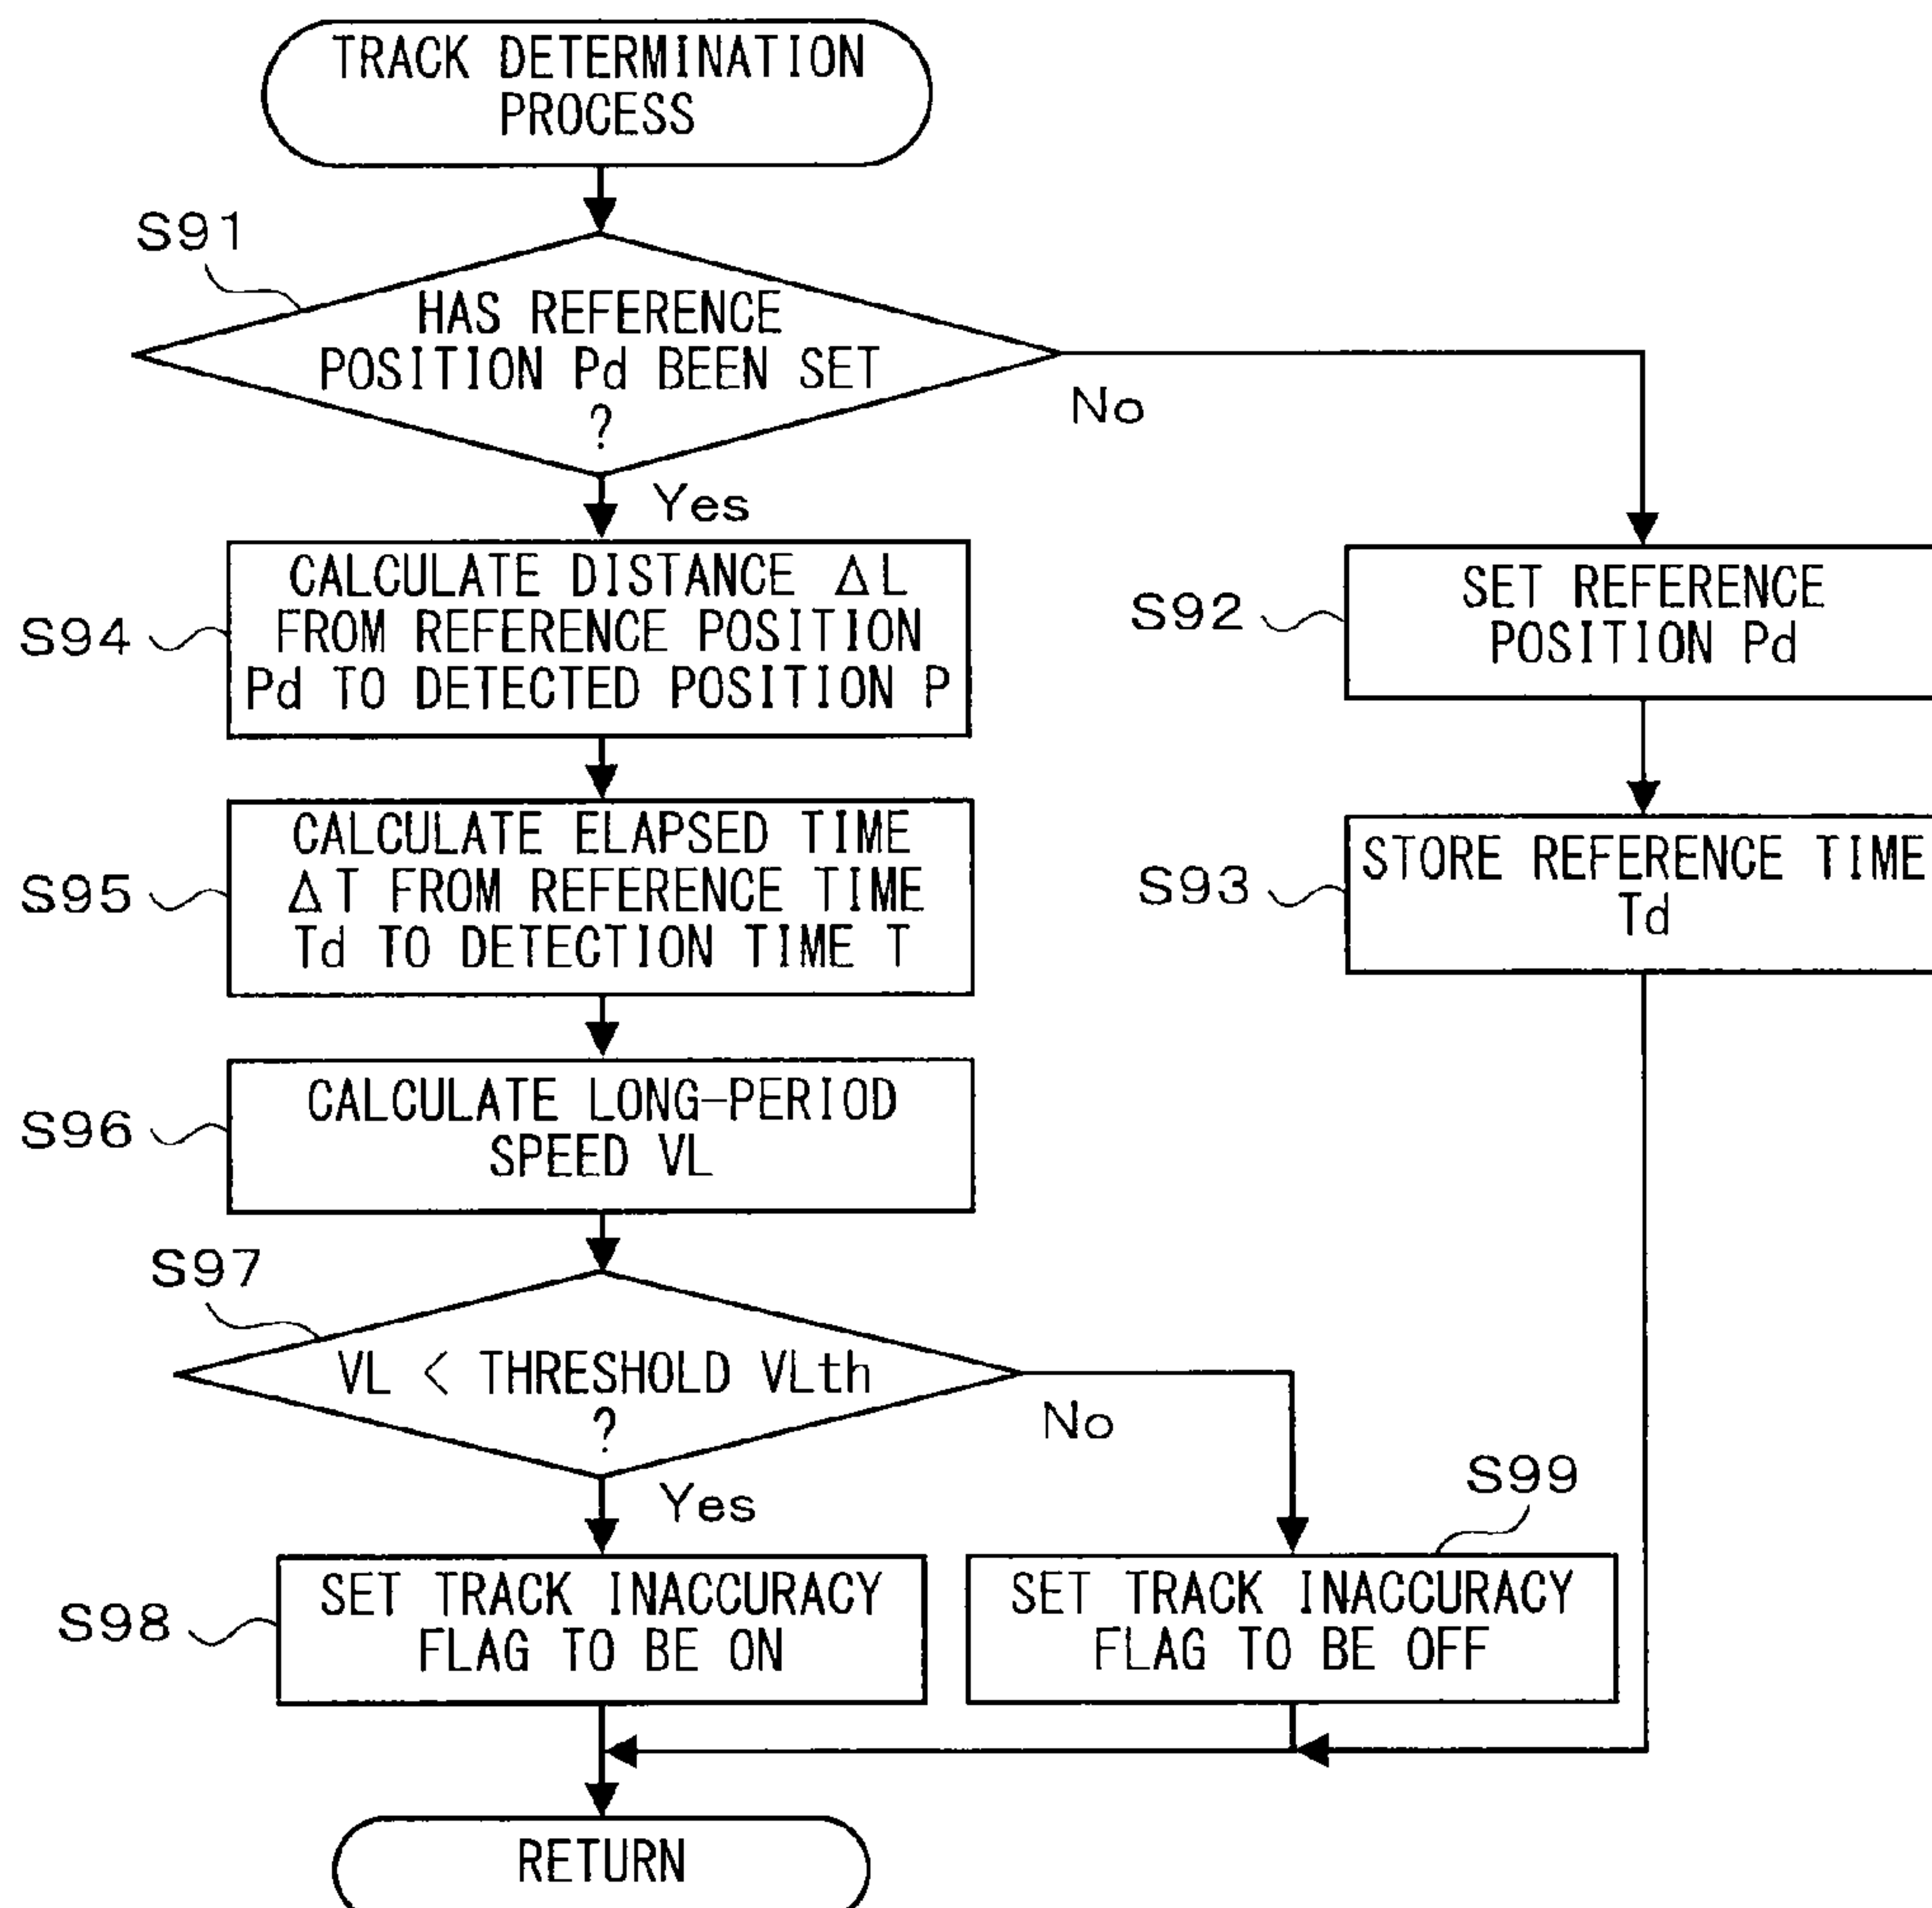 TRACK DETERMINATION
PROCESS
S91
HAS REFERENCE
POSITION Pd BEEN SET
?
No
Yes
CALCULATE DISTANCE ΔL
FROM REFERENCE POSITION
Pd TO DETECTED POSITION P
S94
SET REFERENCE
POSITION Pd
S92
CALCULATE ELAPSED TIME
ΔT FROM REFERENCE TIME
Td TO DETECTION TIME T
S95
STORE REFERENCE TIME
Td
S93
CALCULATE LONG-PERIOD
SPEED VL
S96
S97
VL < THRESHOLD VLth
?
No
Yes
S99
SET TRACK INACCURACY
FLAG TO BE ON
S98
SET TRACK INACCURACY
FLAG TO BE OFF
RETURN